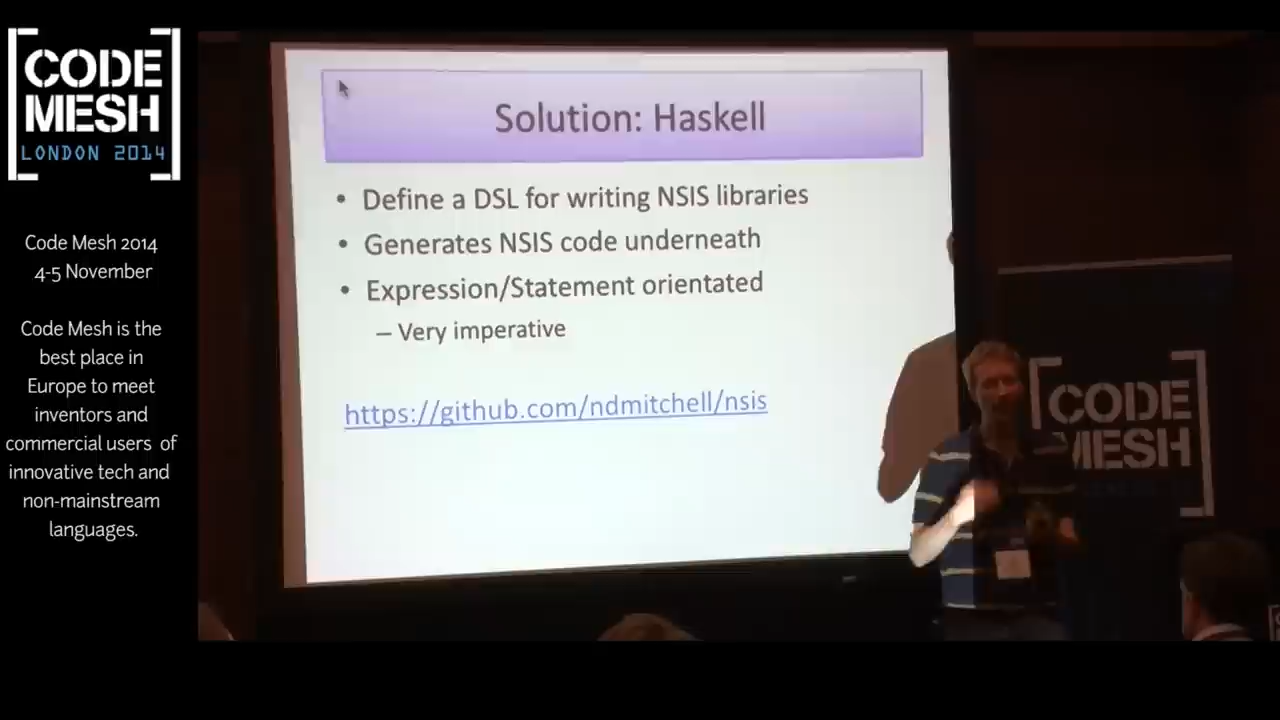 CODE
MESH
LONDON 2014
Code Mesh 2014
4-5 November
Code Mesh is the
best place in
Europe to meet
inventors and
commercial users of
innovative tech and
non-mainstream
languages.
Solution: Haskell
• Define a DSL for writing NSIS libraries
• Generates NSIS code underneath
• Expression/Statement orientated
– Very imperative
https://github.com/ndmitchell/nsis
CODE
MESH